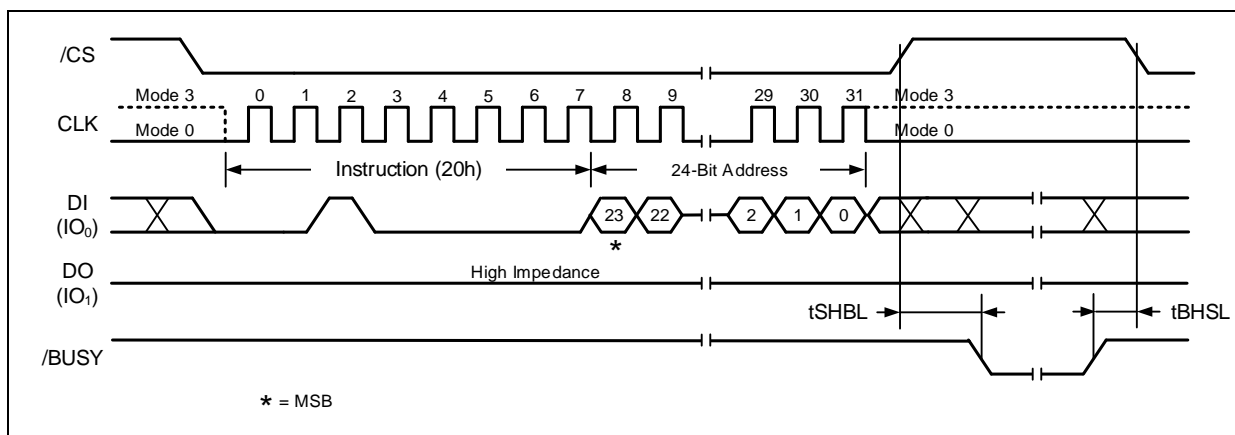 /CS
0 1 2 3 4 5 6 7 8 9 29 30 31
Mode 3 Mode 3
CLK
Mode 0 Mode 0
Instruction (20h) 24-Bit Address
DI
(IO0)
23 22 2 1 0
*
DO
(IO1)
High Impedance
tSHBL tBHSL
/BUSY
* = MSB